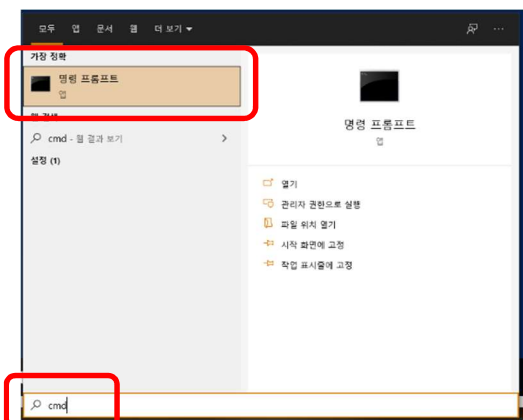 모두 앱 문서 웹 더 보기
가장 정확
명령 프롬프트
앱
cmd - 웹 결과 보기
설정 (1)
명령 프롬프트
앱
열기
관리자 권한으로 실행
파일 위치 열기
시작 화면에 고정
작업 표시줄에 고정
cmd